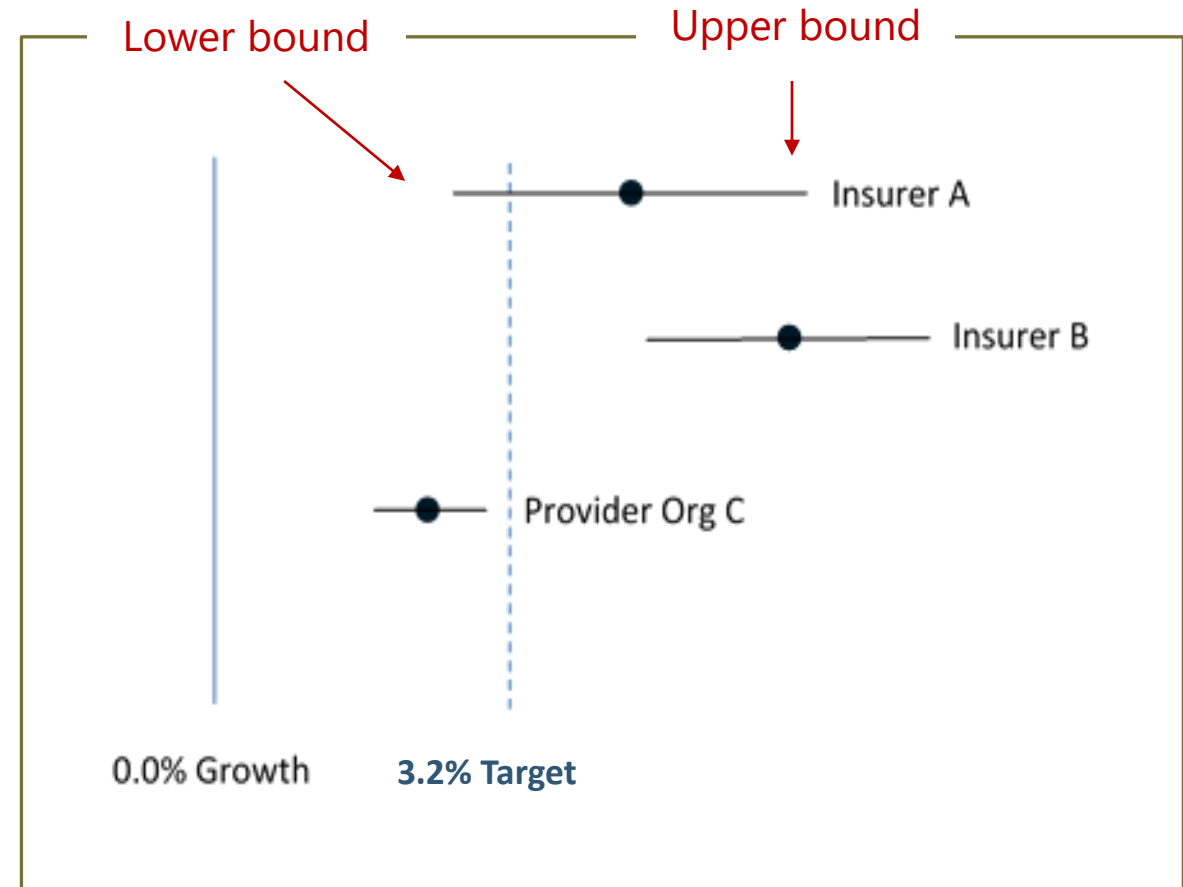 Lower bound
Upper bound
Insurer A
Insurer B
Provider Org C
0.0% Growth
3.2% Target